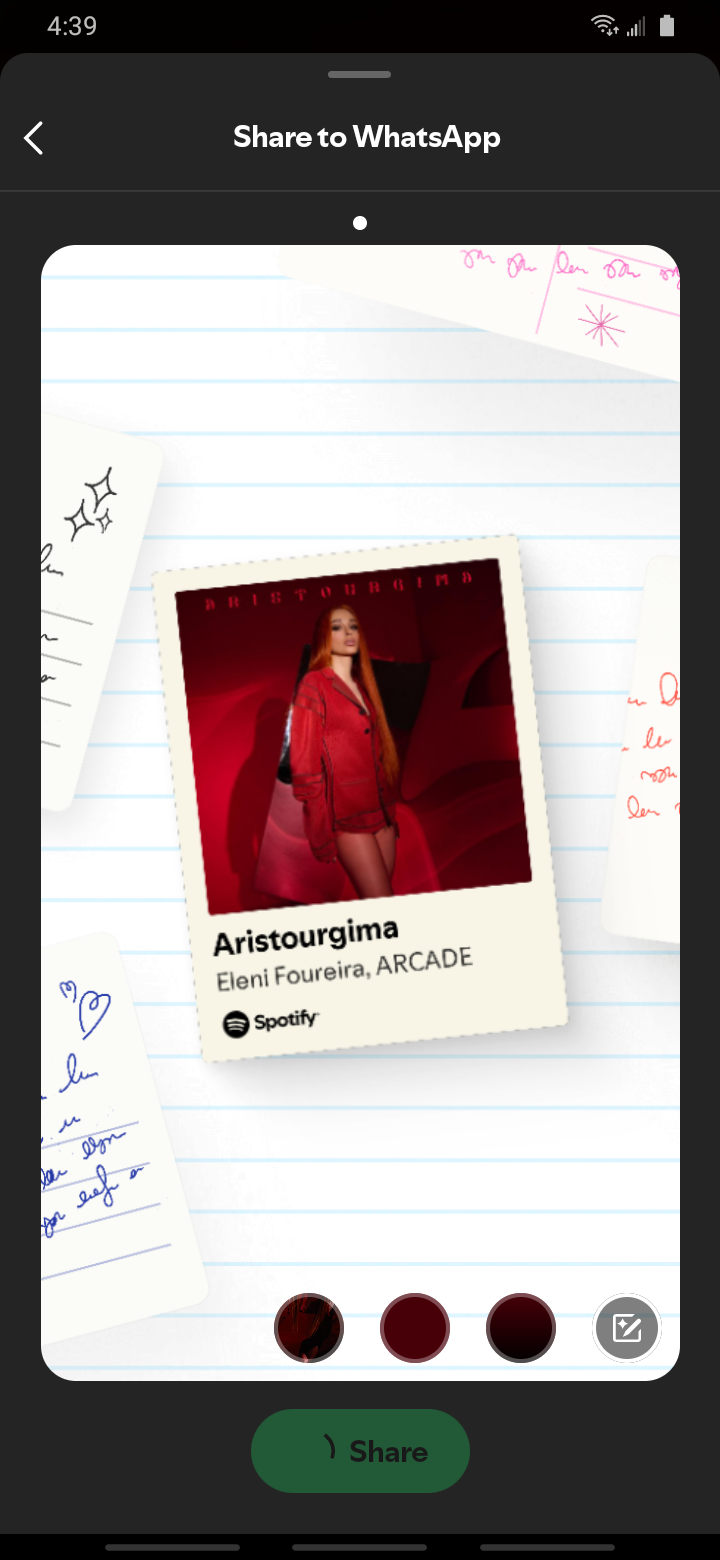 4:39
Share to WhatsApp
ARISTOURGIMA
Aristourgima
Eleni Foureira, ARCADE
Spotify
Share